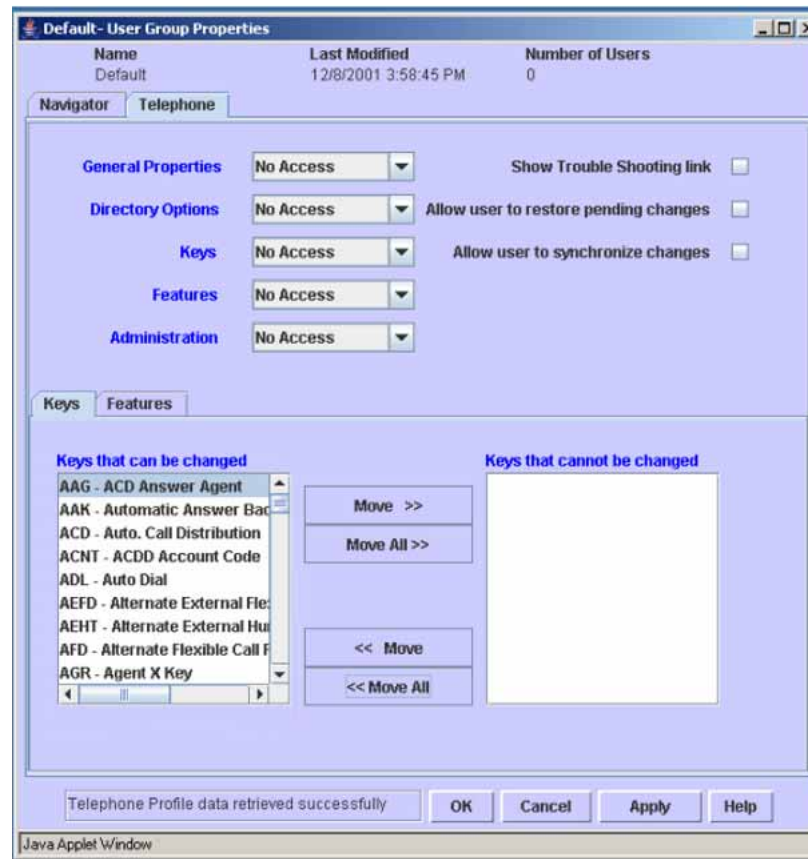 Default- User Group Properties
Name Last Modified Number of Users
Default 12/8/2001 3:58:45 PM 0
Navigator Telephone
General Properties No Access Show Trouble Shooting link
Directory Options No Access Allow user to restore pending changes
Keys No Access Allow user to synchronize changes
Features No Access
Administration No Access
Keys Features
Keys that can be changed Keys that cannot be changed
AAG - ACD Answer Agent
AAK - Automatic Answer Bac
ACD - Auto. Call Distribution
ACNT - ACDD Account Code
ADL - Auto Dial
AEFD - Alternate External Fle
AEHT - Alternate External Hu
AFD - Alternate Flexible Call F
AGR - Agent X Key
Move >>
Move All >>
<< Move
<< Move All
Telephone Profile data retrieved successfully OK Cancel Apply Help
Java Applet Window